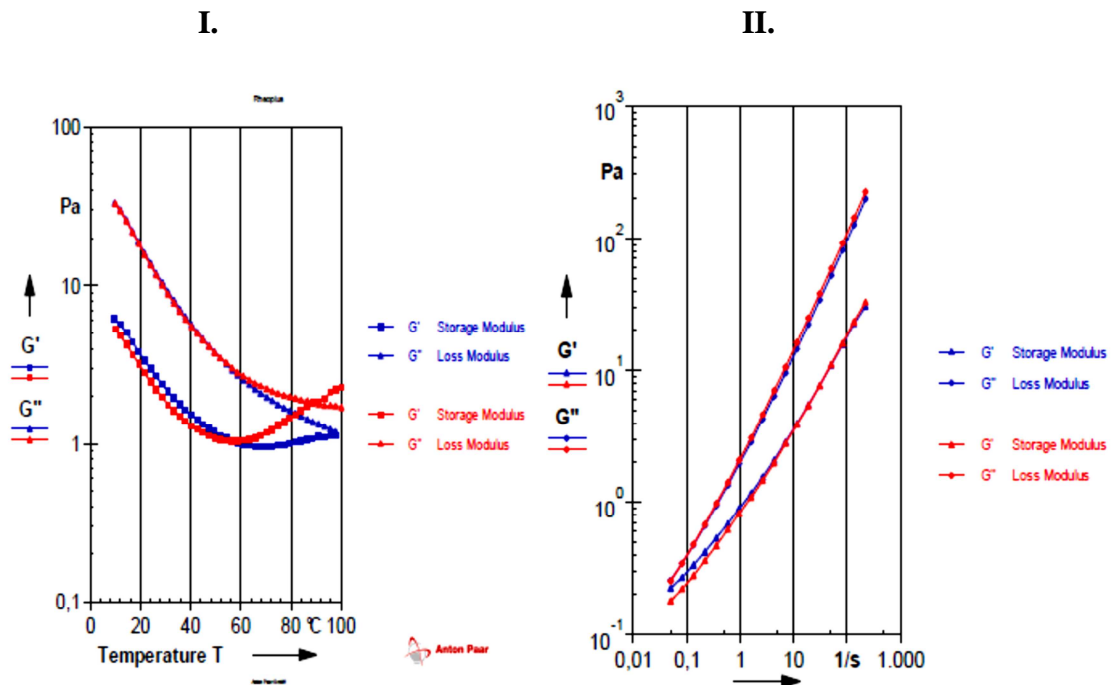 I.
II.
Rheoplus
100
Pa
10
1
0,1
G'
G"
0 20 40 60 80 °C 100
Temperature T
G' Storage Modulus
G" Loss Modulus
G' Storage Modulus
G" Loss Modulus
Anton Paar
10³
Pa
10²
10¹
10⁰
10⁻¹
G'
G"
0,01 0,1 1 10 1/s 1.000
G' Storage Modulus
G" Loss Modulus
G' Storage Modulus
G" Loss Modulus